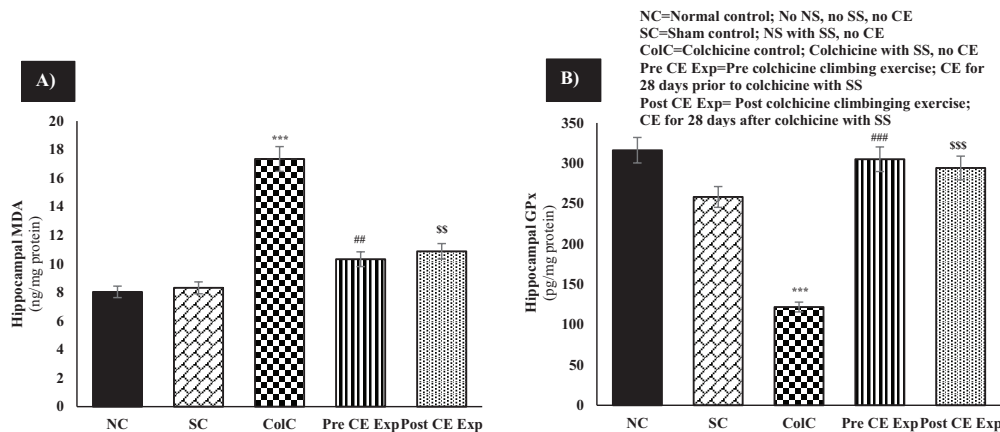 NC=Normal control; No NS, no SS, no CE
SC=Sham control; NS with SS, no CE
ColC=Colchicine control; Colchicine with SS, no CE
Pre CE Exp=Pre colchicine climbing exercise; CE for
28 days prior to colchicine with SS
Post CE Exp= Post colchicine climbinging exercise;
CE for 28 days after colchicine with SS
A)
Hippocampal MDA
(ng/mg protein)
20
18
16
14
12
10
8
6
4
2
0
***
##
$$
NC SC ColC Pre CE Exp Post CE Exp
B)
Hippocampal GPx
(pg/mg protein)
350
300
250
200
150
100
50
0
***
###
$$$
NC SC ColC Pre CE Exp Post CE Exp